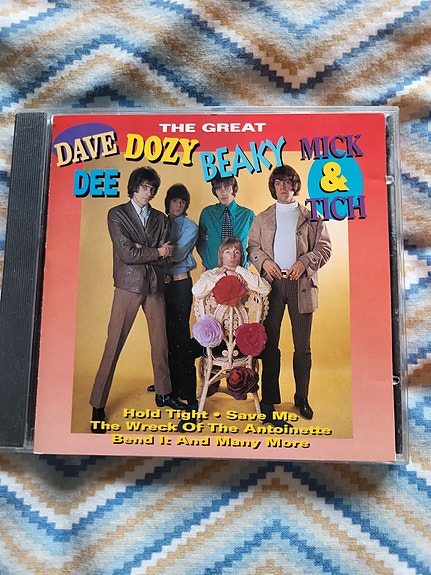 THE GREAT
DAVE DEE
DOZY
BEAKY
MICK
&
TICH
Hold Tight • Save Me
The Wreck Of The Antoinette
Bend It And Many More